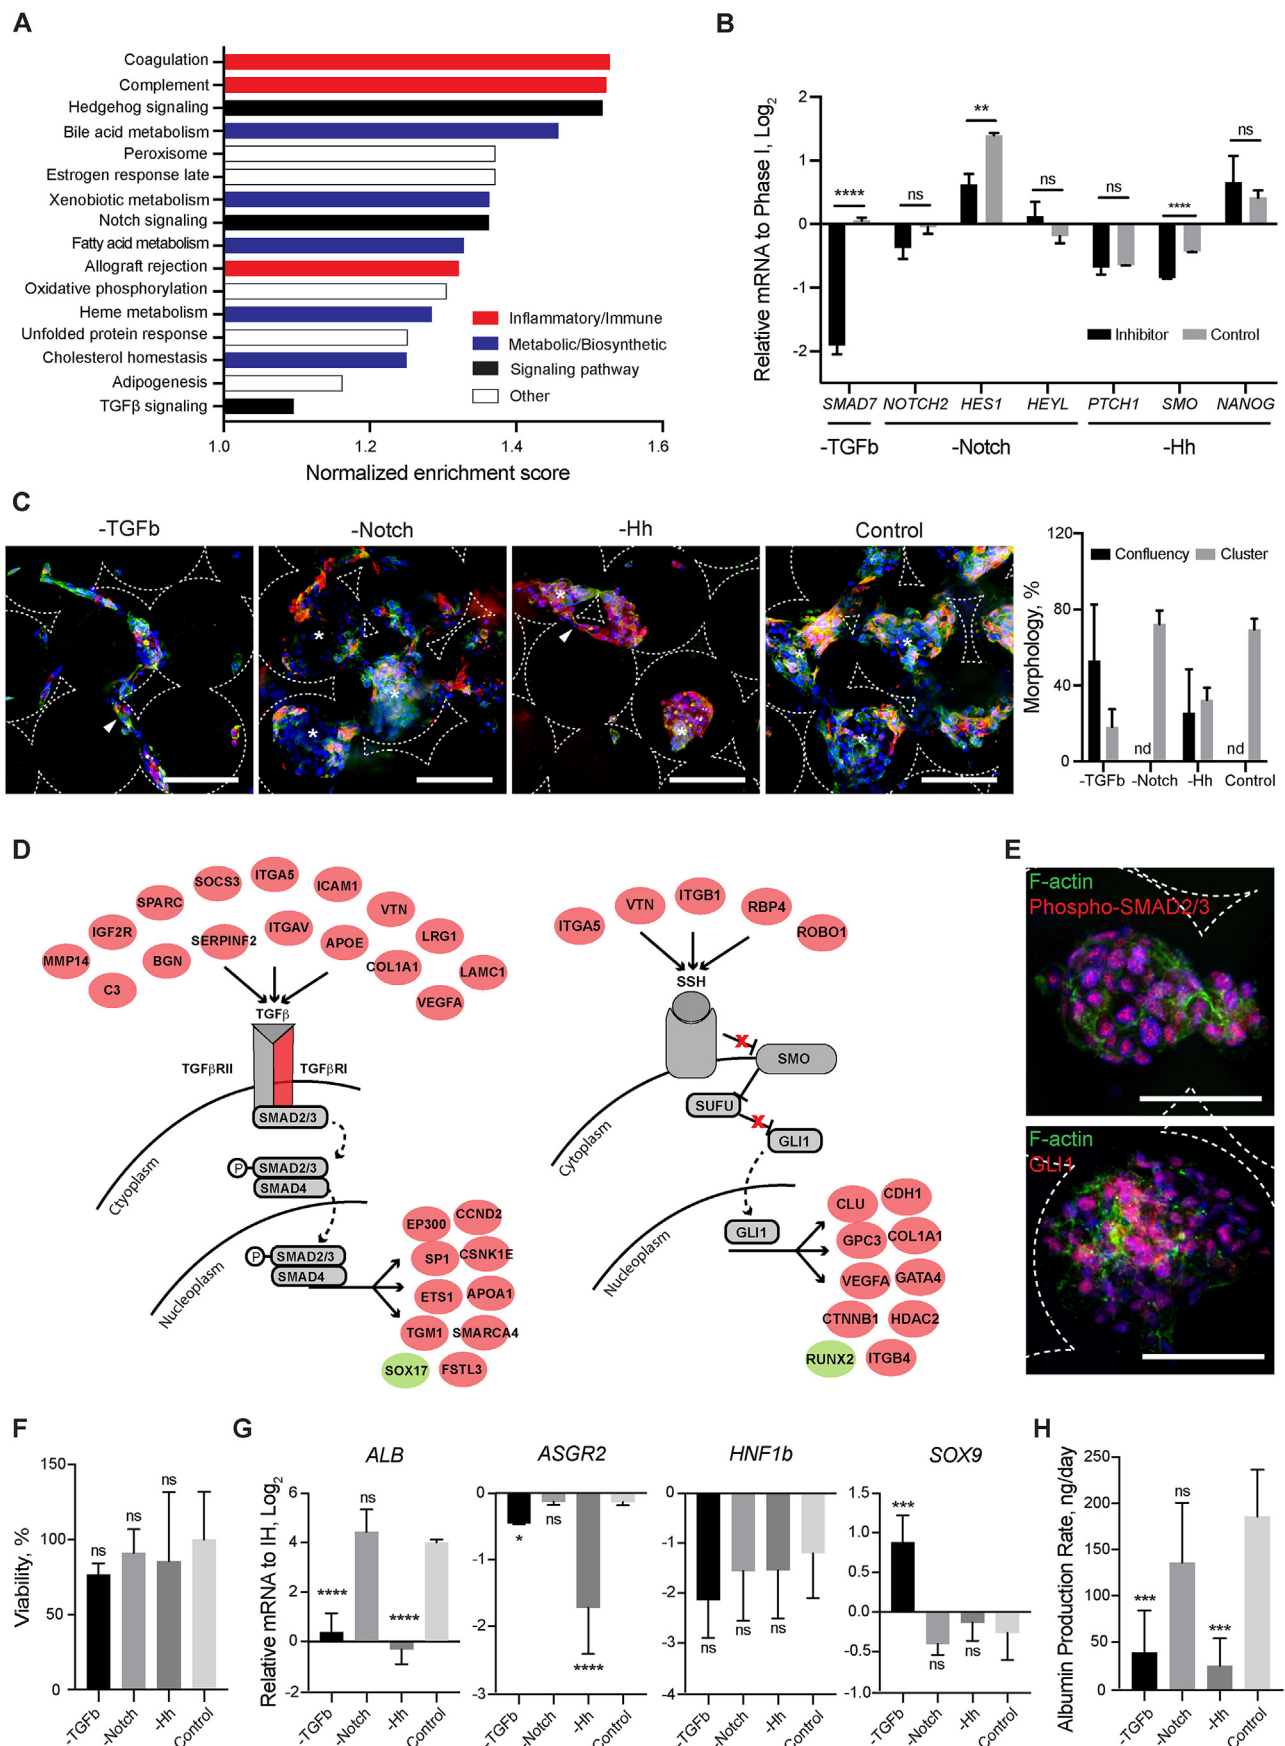 A
Coagulation
Complement
Hedgehog signaling
Bile acid metabolism
Peroxisome
Estrogen response late
Xenobiotic metabolism
Notch signaling
Fatty acid metabolism
Allograft rejection
Oxidative phosphorylation
Heme metabolism
Unfolded protein response
Cholesterol homestasis
Adipogenesis
TGFβ signaling
Inflammatory/Immune
Metabolic/Biosynthetic
Signaling pathway
Other
1.0 1.2 1.4 1.6
Normalized enrichment score
B
Relative mRNA to Phase I, Log2
2
1
0
-1
-2
****
ns
**
ns
ns
****
ns
Inhibitor
Control
SMAD7 NOTCH2 HES1 HEYL PTCH1 SMO NANOG
-TGFb -Notch -Hh
C
-TGFb
-Notch
* * *
-Hh
* *
Control
* *
Morphology, %
120
80
40
0
Confluency
Cluster
nd nd
-TGFb -Notch -Hh Control
D
MMP14
IGF2R
SPARC
SOCS3
ITGA5
ICAM1
VTN
LRG1
LAMC1
C3
BGN
SERPINF2
ITGAV
APOE
COL1A1
VEGFA
TGFβ
TGFβRII
TGFβRI
SMAD2/3
P
SMAD2/3
SMAD4
Ctyoplasm
P
SMAD2/3
SMAD4
Nucleoplasm
EP300
CCND2
SP1
CSNK1E
ETS1
APOA1
TGM1
SMARCA4
SOX17
FSTL3
ITGA5
VTN
ITGB1
RBP4
ROBO1
SSH
X
SMO
SUFU
X
GLI1
Cytoplasm
GLI1
Nucleoplasm
CLU
CDH1
GPC3
COL1A1
VEGFA
GATA4
CTNNB1
HDAC2
RUNX2
ITGB4
E
F-actin
Phospho-SMAD2/3
F-actin
GLI1
F
Viability, %
150
100
50
0
ns
ns
ns
-TGFb -Notch -Hh Control
G
Relative mRNA to IH, Log2
ALB
6
4
2
0
-2
****
ns
****
-TGFb -Notch -Hh Control
ASGR2
0
-1
-2
-3
*
ns
****
-TGFb -Notch -Hh Control
HNF1b
0
-1
-2
-3
-4
ns
ns
ns
-TGFb -Notch -Hh Control
SOX9
1.5
1.0
0.5
0.0
-0.5
-1.0
***
ns
ns
-TGFb -Notch -Hh Control
H
Albumin Production Rate, ng/day
250
200
150
100
50
0
***
ns
***
-TGFb -Notch -Hh Control